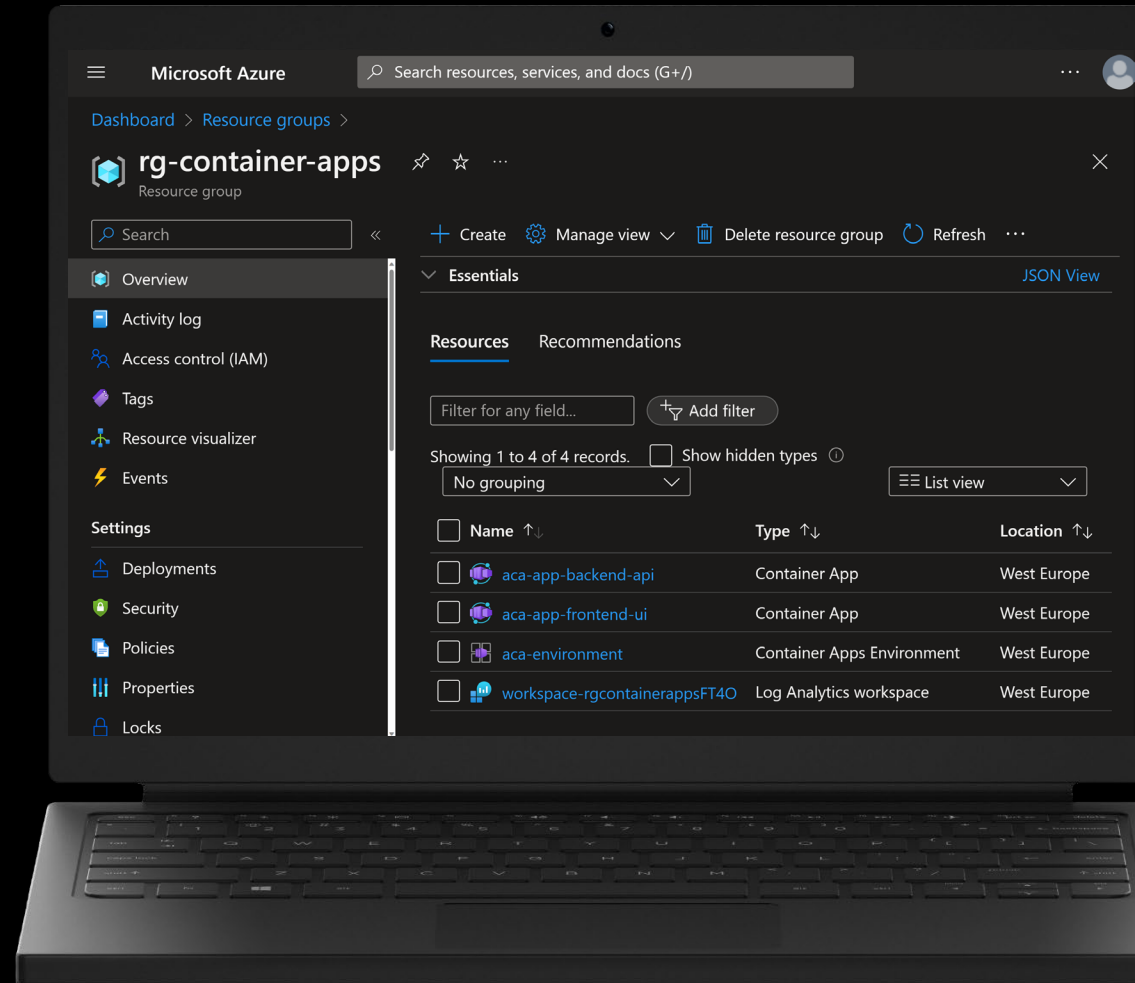 Microsoft Azure
Search resources, services, and docs (G+/)
Dashboard > Resource groups >
rg-container-apps
Resource group
Search
Create
Manage view
Delete resource group
Refresh
Overview
Activity log
Access control (IAM)
Tags
Resource visualizer
Events
Settings
Deployments
Security
Policies
Properties
Locks
Essentials
JSON View
Resources
Recommendations
Filter for any field...
Add filter
Showing 1 to 4 of 4 records.
Show hidden types
No grouping
List view
Name Type Location
aca-app-backend-api Container App West Europe
aca-app-frontend-ui Container App West Europe
aca-environment Container Apps Environment West Europe
workspace-rgcontainerappsFT4O Log Analytics workspace West Europe